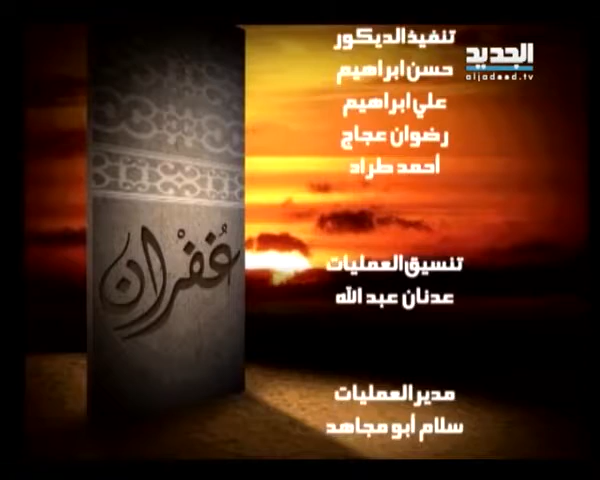 الجديد
aljadeed.tv
تنفيذ الديكور
حسن ابراهيم
علي ابراهيم
رضوان عجاج
أحمد طراد
غُفْران
تنسيق العمليات
عدنان عبد الله
مدير العمليات
سلام أبو مجاهد